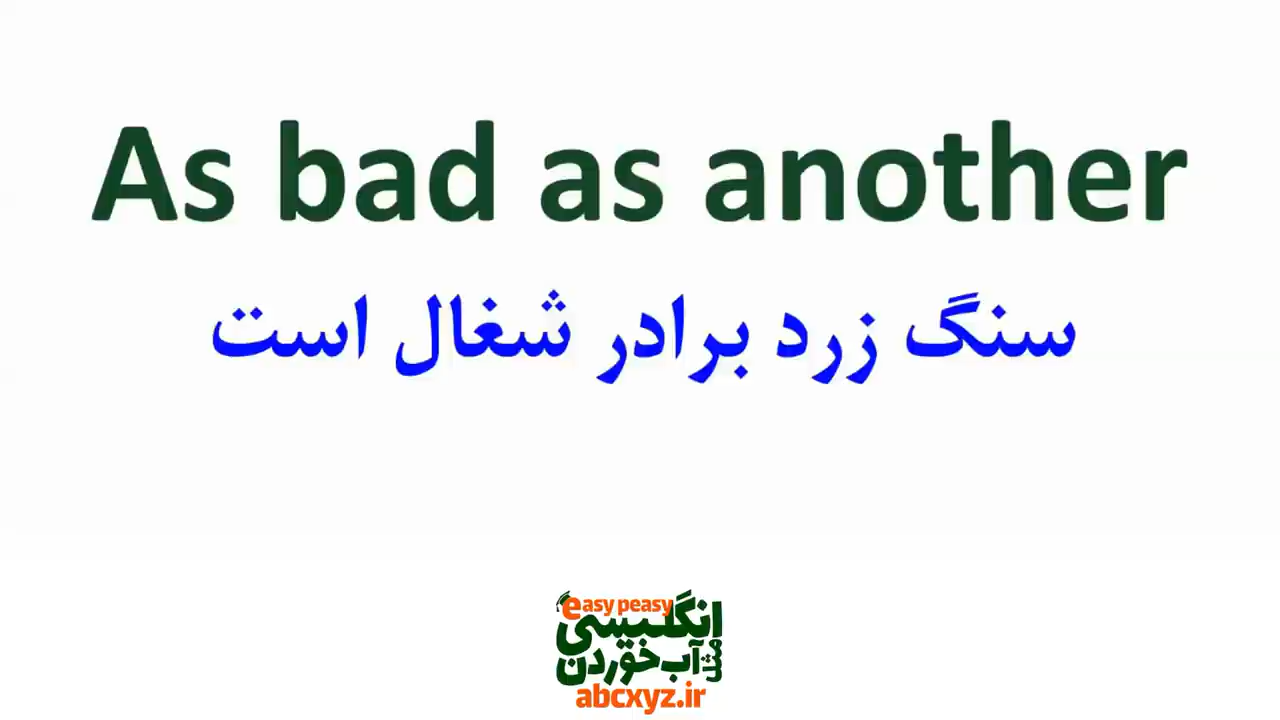 As bad as another
سنگ زرد برادر شغال است
easy peasy
انگلیسی
مثل آب خوردن
abcxyz.ir